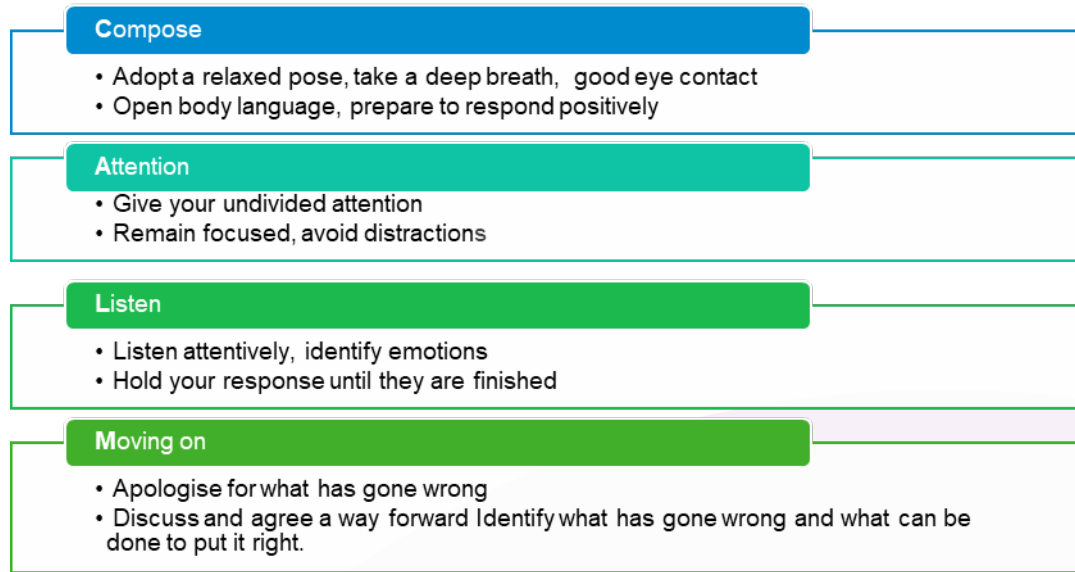 Compose
• Adopt a relaxed pose, take a deep breath, good eye contact
• Open body language, prepare to respond positively
Attention
• Give your undivided attention
• Remain focused, avoid distractions
Listen
• Listen attentively, identify emotions
• Hold your response until they are finished
Moving on
• Apologise for what has gone wrong
• Discuss and agree a way forward Identify what has gone wrong and what can be
done to put it right.